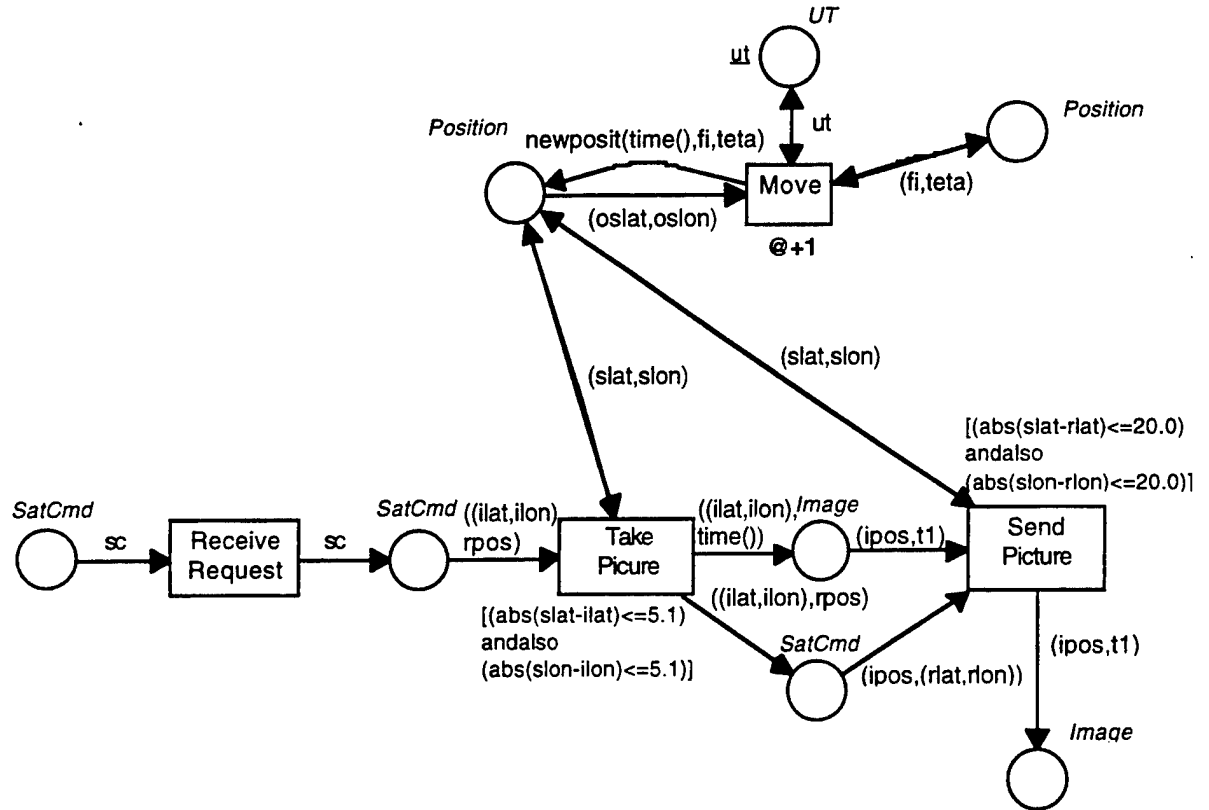 UT
ut
ut
Position
Position
newposit(time(),fi,teta)
Move
(fi,teta)
(oslat,oslon)
@+1
(slat,slon)
(slat,slon)
[(abs(slat-rlat)<=20.0)
andalso
(abs(slon-rlon)<=20.0)]
SatCmd
sc
Receive
Request
sc
SatCmd
((ilat,ilon)
rpos)
Take
Picure
((ilat,ilon),
time())
Image
(ipos,t1)
Send
Picture
[(abs(slat-ilat)<=5.1)
andalso
(abs(slon-ilon)<=5.1)]
((ilat,ilon),rpos)
SatCmd
(ipos,(rlat,rlon))
(ipos,t1)
Image